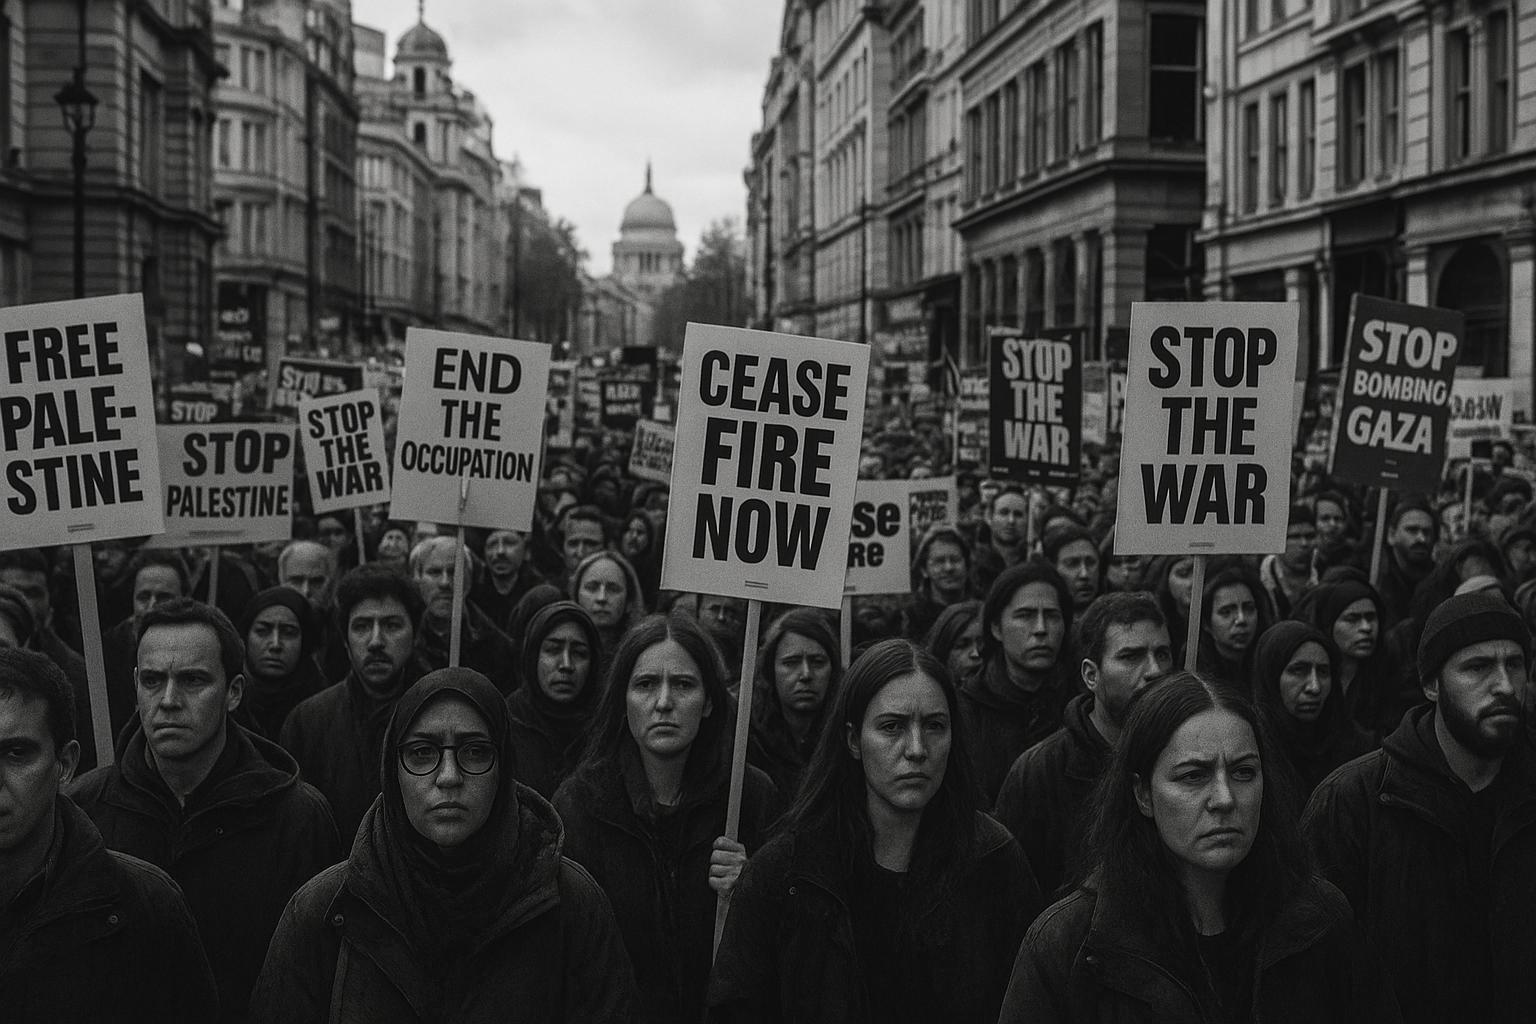 FREE
PALE-
STINE
STOP
PALESTINE
STOP
THE
WAR
END
THE
OCCUPATION
CEASE
FIRE
NOW
SYOP
THE
WAR
STOP
THE
WAR
STOP
BOMBING
GAZA
STOP